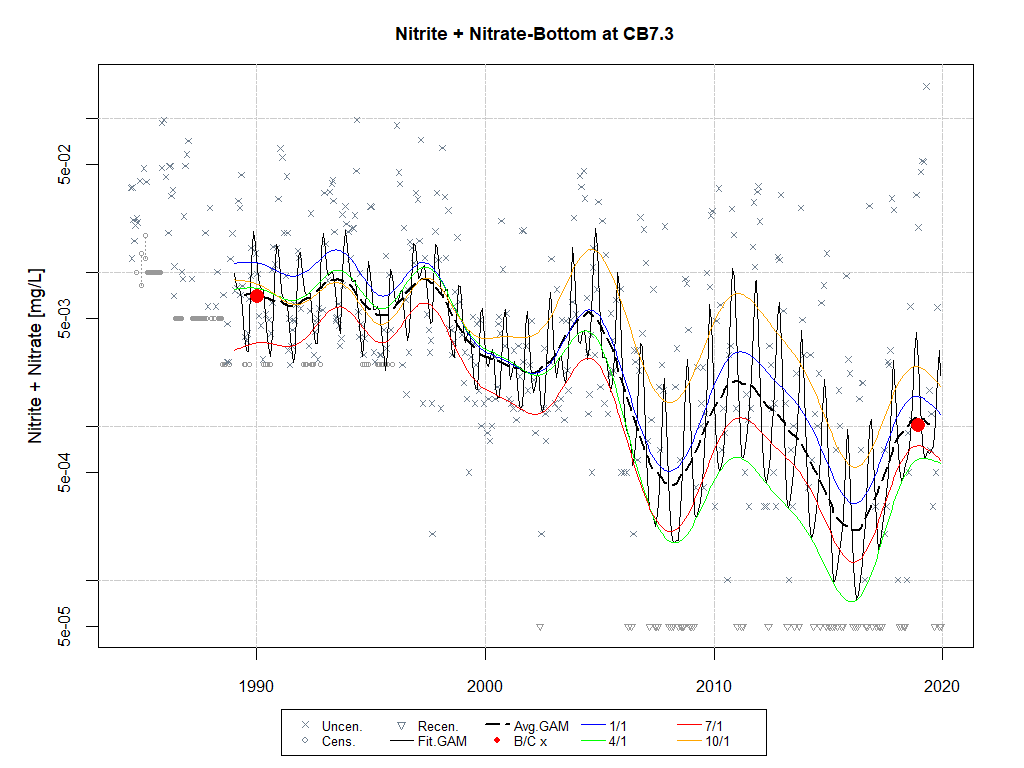 Nitrite + Nitrate-Bottom at CB7.3
Nitrite + Nitrate [mg/L]
5e-02
5e-03
5e-04
5e-05
1990 2000 2010 2020
Uncen. Recen. Avg.GAM 1/1 7/1
Cens. Fit.GAM B/C x 4/1 10/1